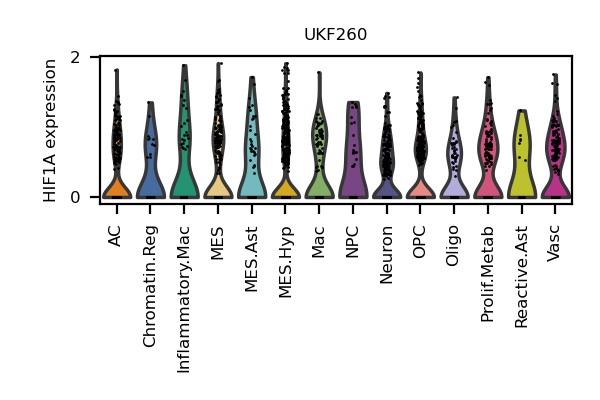 UKF260
HIF1A expression
2
0
AC
Chromatin.Reg
Inflammatory.Mac
MES
MES.Ast
MES.Hyp
Mac
NPC
Neuron
OPC
Oligo
Prolif.Metab
Reactive.Ast
Vasc